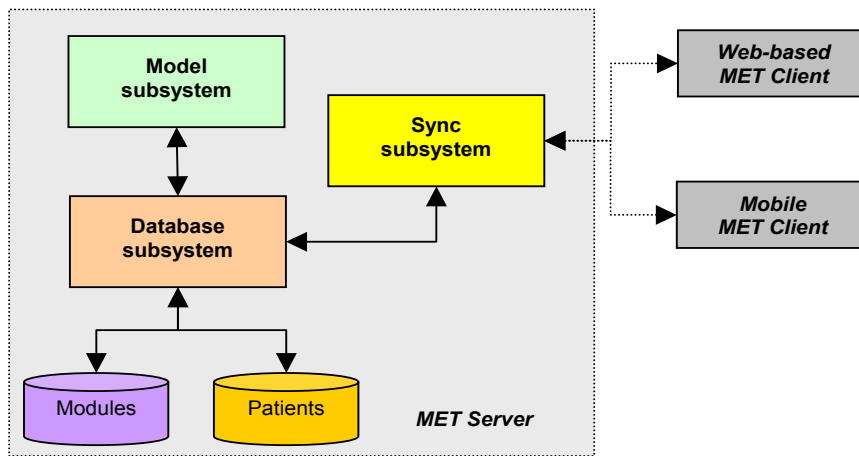 Model
subsystem
Sync
subsystem
Web-based
MET Client
Mobile
MET Client
Database
subsystem
Modules
Patients
MET Server